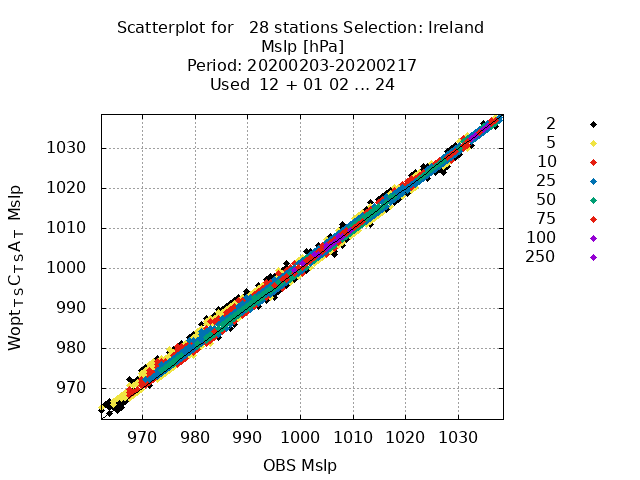 Scatterplot for 28 stations Selection: Ireland
Mslp [hPa]
Period: 20200203-20200217
Used 12 + 01 02 ... 24
2
5
10
25
50
75
100
250
1030
1020
1010
1000
990
980
970
Wopt T S C T S A T Mslp
970 980 990 1000 1010 1020 1030
OBS Mslp